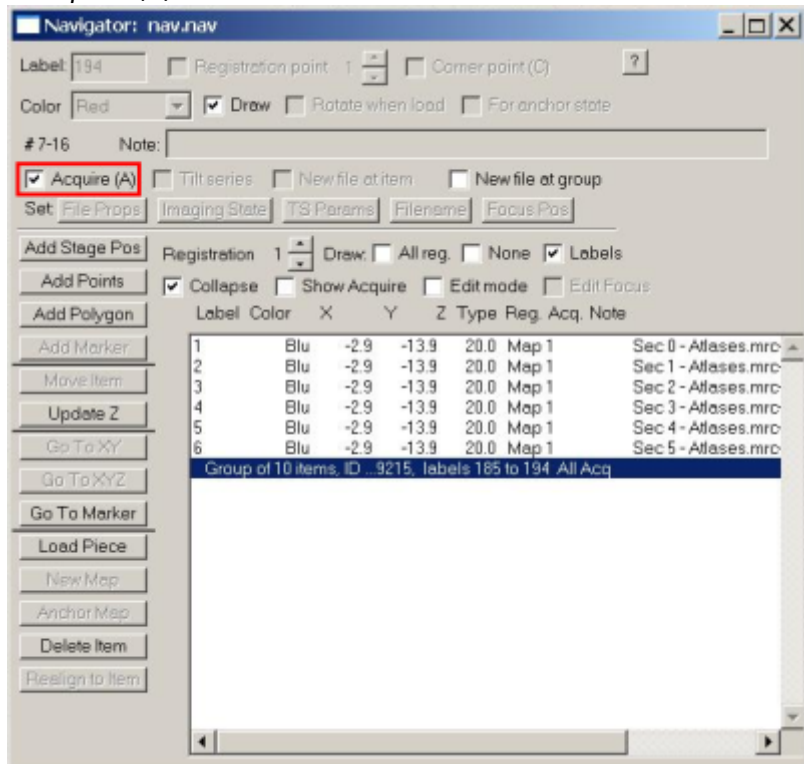 Navigator: nav.nav
Label: 194 Registration point 1 Corner point (C) ?
Color Red Draw Rotate when load For anchor state
# 7-16 Note:
Acquire (A) Tilt series New file at item New file at group
Set: File Props Imaging State TS Params Filename Focus Pos
Add Stage Pos Registration 1 Draw: All reg. None Labels
Add Points Collapse Show Acquire Edit mode Edit Focus
Add Polygon Label Color X Y Z Type Reg. Acq. Note
Add Marker 1 Blu -2.9 -13.9 20.0 Map 1 Sec 0 - Atlases.mrc
2 Blu -2.9 -13.9 20.0 Map 1 Sec 1 - Atlases.mrc
Move Item 3 Blu -2.9 -13.9 20.0 Map 1 Sec 2 - Atlases.mrc
Update Z 4 Blu -2.9 -13.9 20.0 Map 1 Sec 3 - Atlases.mrc
5 Blu -2.9 -13.9 20.0 Map 1 Sec 4 - Atlases.mrc
Go To XY 6 Blu -2.9 -13.9 20.0 Map 1 Sec 5 - Atlases.mrc
Group of 10 items, ID ...9215, labels 185 to 194 All Acq
Go To XYZ
Go To Marker
Load Piece
New Map
Anchor Map
Delete Item
Realign to Item